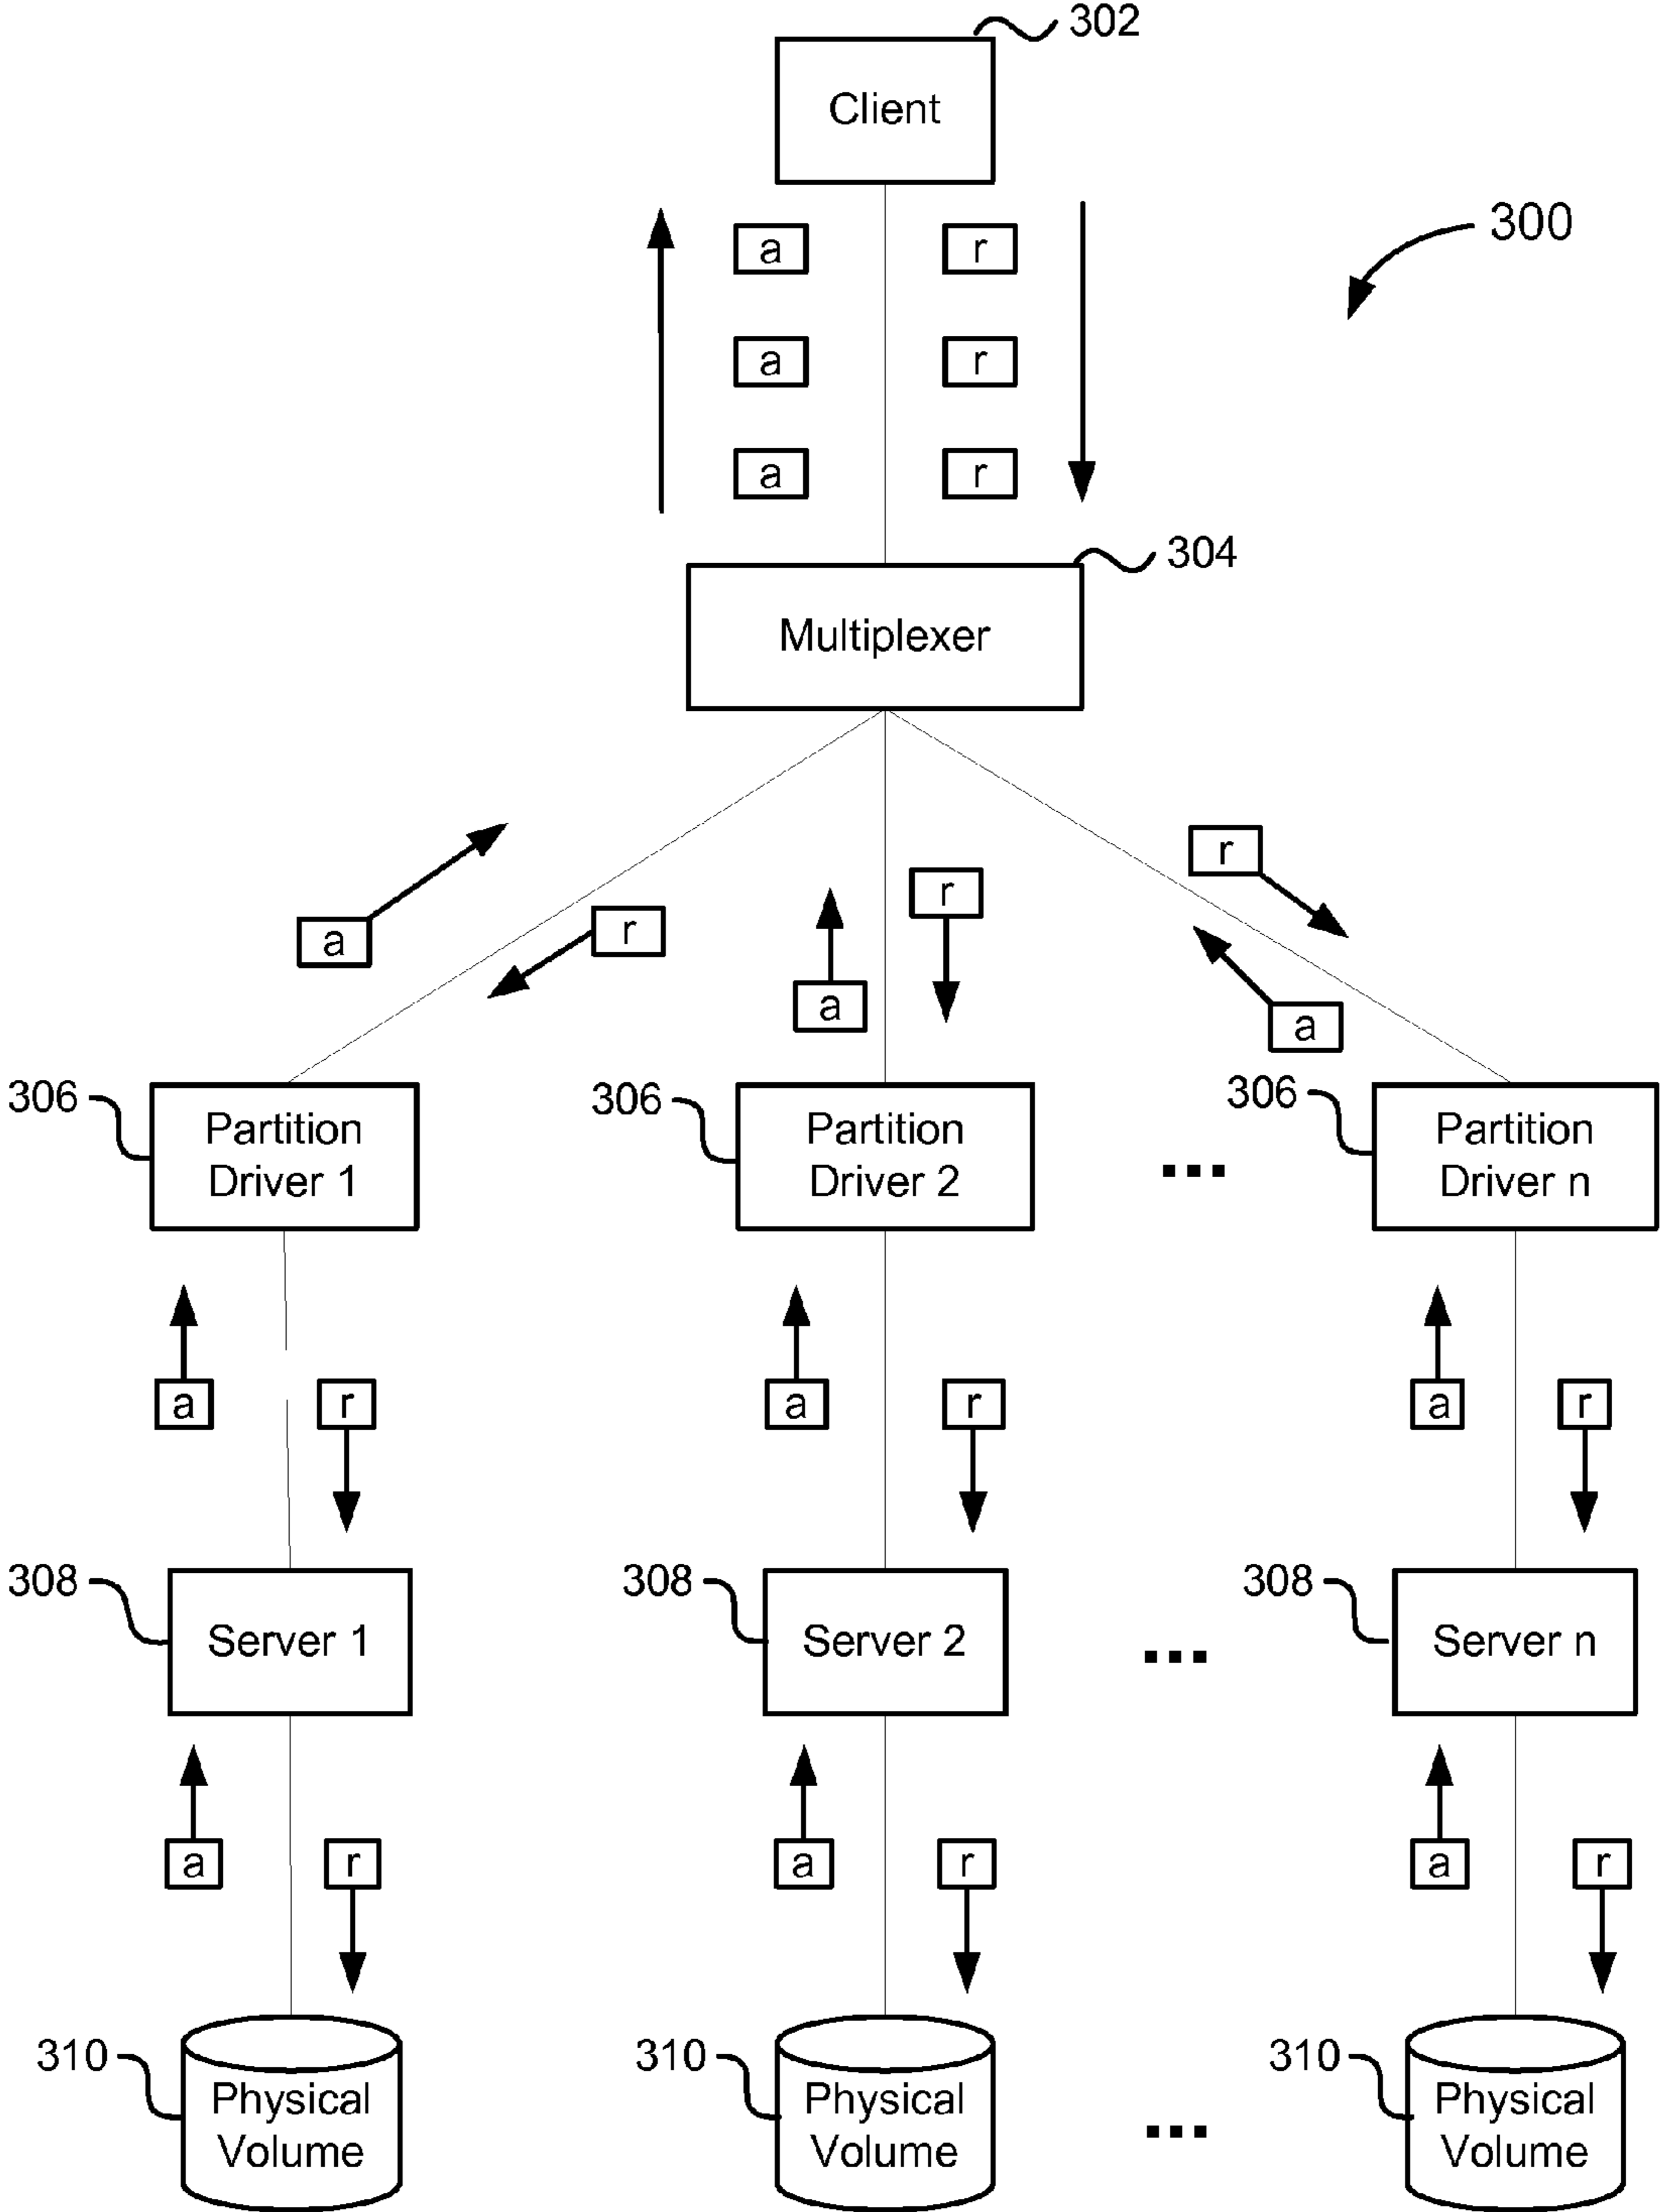 302
Client
300
a
r
a
r
a
r
304
Multiplexer
r
r
a
r
a
a
306
306
306
Partition
Driver 1
Partition
Driver 2
...
Partition
Driver n
a
r
a
r
a
r
308
308
308
Server 1
Server 2
...
Server n
a
r
a
r
a
r
310
310
310
Physical
Volume
Physical
Volume
...
Physical
Volume